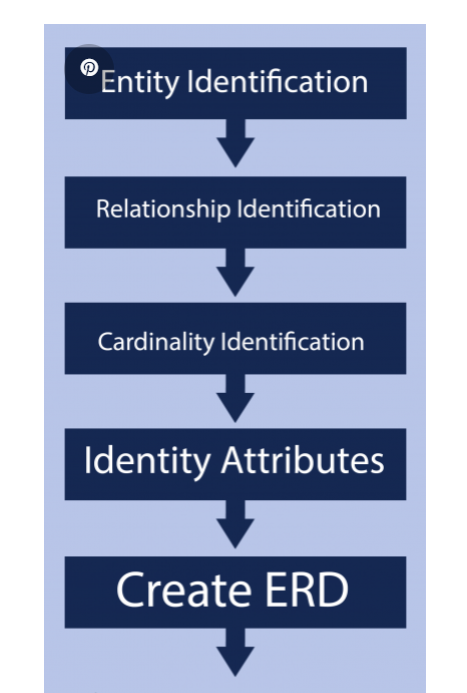 Entity Identification
Relationship Identification
Cardinality Identification
Identity Attributes
Create ERD